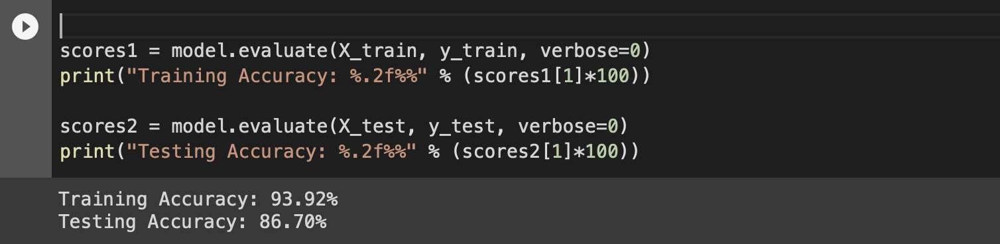 scores1 = model.evaluate(X_train, y_train, verbose=0)
print("Training Accuracy: %.2f%%" % (scores1[1]*100))
scores2 = model.evaluate(X_test, y_test, verbose=0)
print("Testing Accuracy: %.2f%%" % (scores2[1]*100))
Training Accuracy: 93.92%
Testing Accuracy: 86.70%